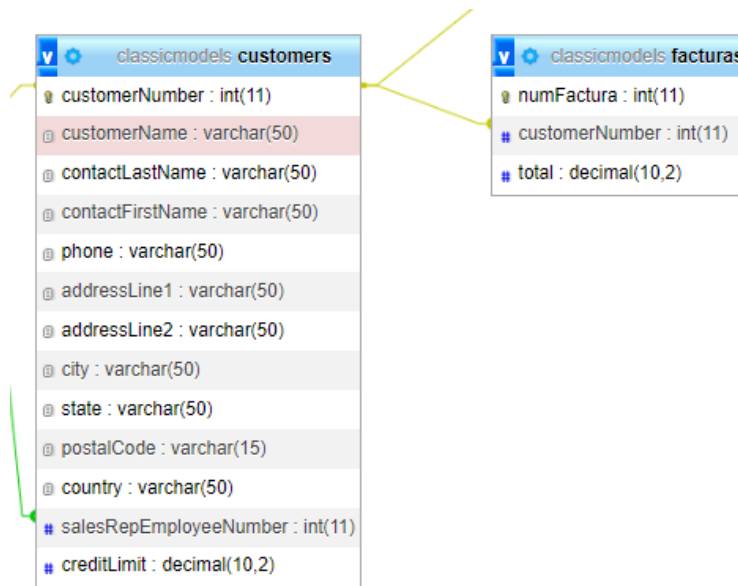 classicmodels customers
customerNumber : int(11)
customerName : varchar(50)
contactLastName : varchar(50)
contactFirstName : varchar(50)
phone : varchar(50)
addressLine1 : varchar(50)
addressLine2 : varchar(50)
city : varchar(50)
state : varchar(50)
postalCode : varchar(15)
country : varchar(50)
salesRepEmployeeNumber : int(11)
creditLimit : decimal(10,2)
classicmodels facturas
numFactura : int(11)
customerNumber : int(11)
total : decimal(10,2)